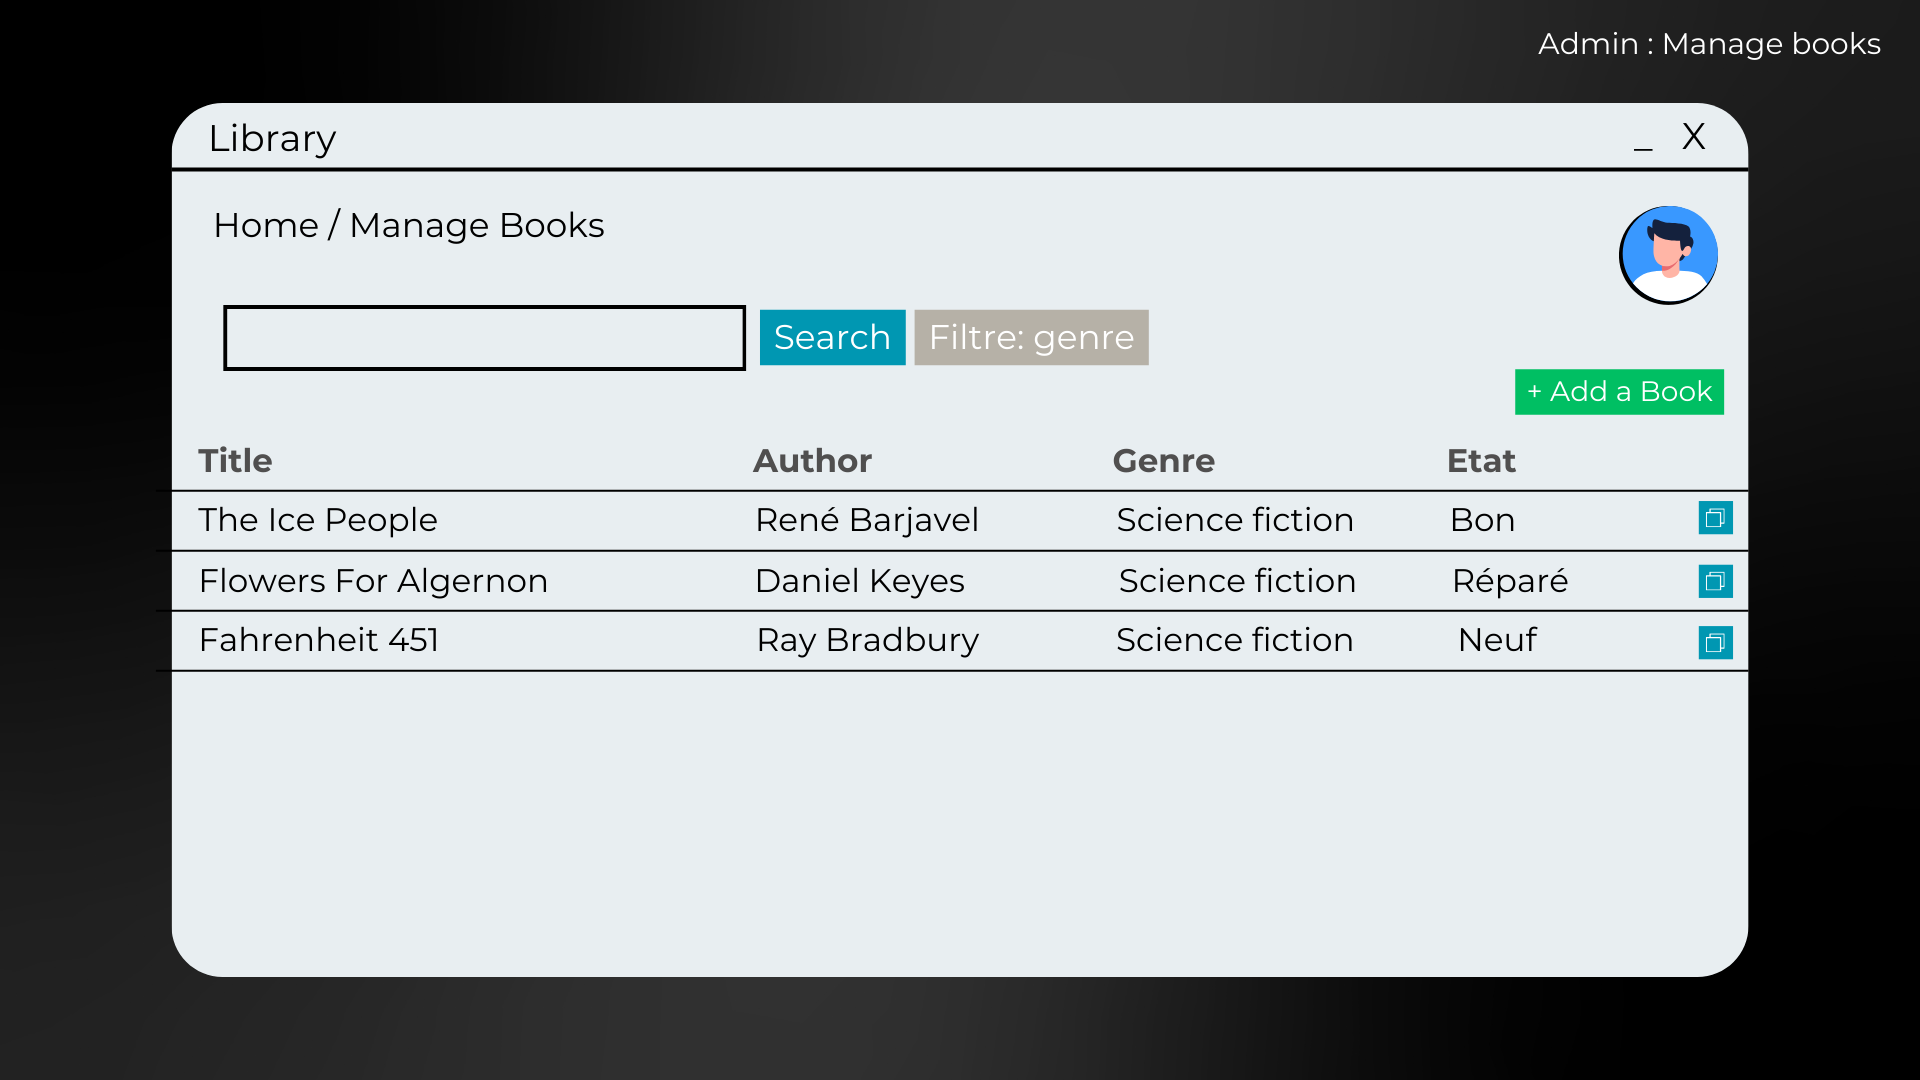 Admin : Manage books
Library
_ X
Home / Manage Books
Search Filtre: genre
+ Add a Book
Title Author Genre Etat
The Ice People René Barjavel Science fiction Bon
Flowers For Algernon Daniel Keyes Science fiction Réparé
Fahrenheit 451 Ray Bradbury Science fiction Neuf